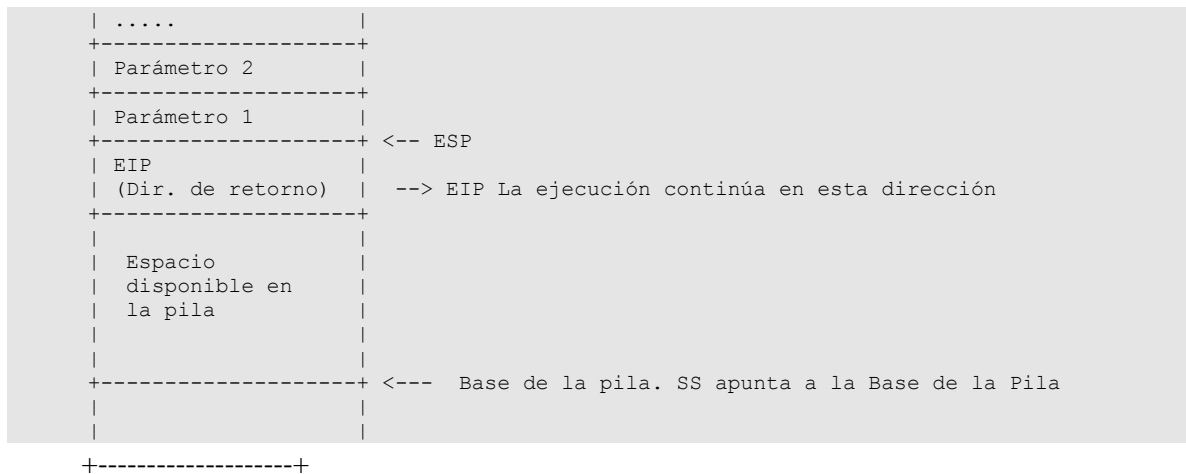 | ..... |
+--------------------+
| Parámetro 2 |
+--------------------+
| Parámetro 1 |
+--------------------+ <-- ESP
| EIP |
| (Dir. de retorno) | --> EIP La ejecución continúa en esta dirección
+--------------------+
| |
| Espacio |
| disponible en |
| la pila |
| |
| |
+--------------------+ <--- Base de la pila. SS apunta a la Base de la Pila
| |
| |
+--------------------+